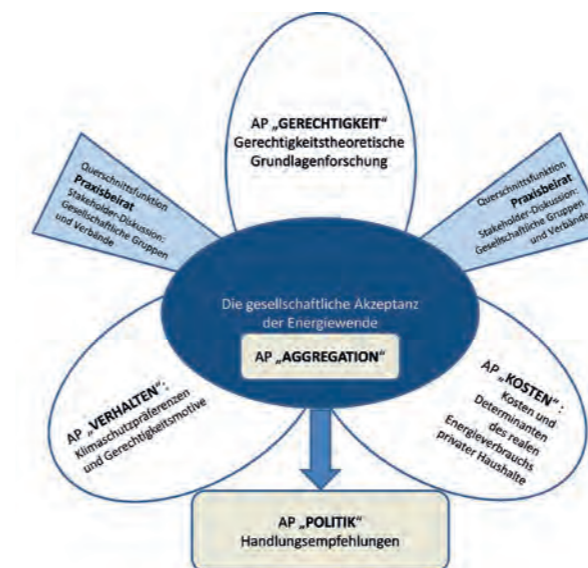 AP „GERECHTIGKEIT“
Gerechtigkeitstheoretische
Grundlagenforschung
Querschnittsfunktion
Praxisbeirat
Stakeholder-Diskussion:
Gesellschaftliche Gruppen
und Verbände
Querschnittsfunktion
Praxisbeirat
Stakeholder-Diskussion:
Gesellschaftliche Gruppen
und Verbände
Die gesellschaftliche Akzeptanz
der Energiewende
AP „AGGREGATION“
AP „VERHALTEN“:
Klimaschutzpräferenzen
und Gerechtigkeitsmotive
AP „KOSTEN“ :
Kosten und
Determinanten
des realen
Energieverbrauchs
privater Haushalte
AP „POLITIK“
Handlungsempfehlungen